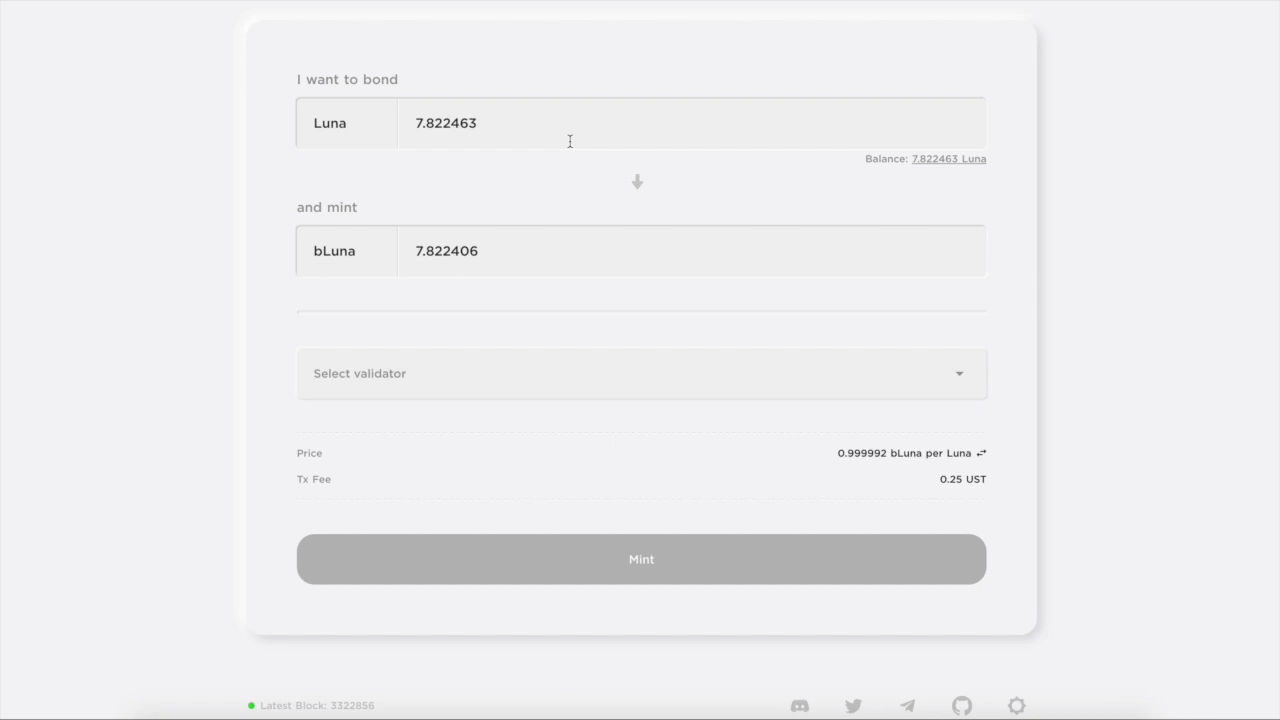 I want to bond
Luna 7.822463
Balance: 7.822463 Luna
and mint
bLuna 7.822406
Select validator
Price 0.999992 bLuna per Luna
Tx Fee 0.25 UST
Mint
Latest Block: 3322856